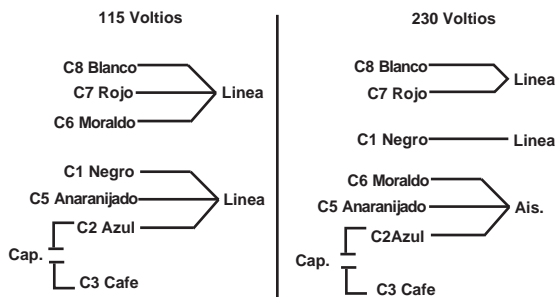 115 Voltios
C8 Blanco
C7 Rojo
Linea
C6 Moraldo
C1 Negro
C5 Anaranijado
Linea
C2 Azul
Cap.
C3 Cafe
230 Voltios
C8 Blanco
Linea
C7 Rojo
C1 Negro
Linea
C6 Moraldo
C5 Anaranijado
Ais.
C2Azul
Cap.
C3 Cafe